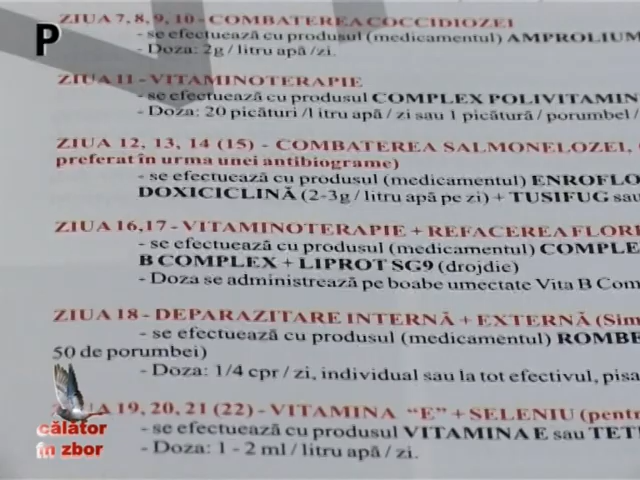 P
ZIUA 7, 8, 9, 10 - COMBATEREA COCCIDIOZEI
- se efectuează cu produsul (medicamentul) AMPROLIUM
- Doza: 2g / litru apă /zi.
ZIUA 11 - VITAMINOTERAPIE
- se efectuează cu produsul COMPLEX POLIVITAMIN
- Doza: 20 picături /l itru apă / zi sau 1 picătură / porumbel /
ZIUA 12, 13, 14 (15) - COMBATEREA SALMONELOZEI,
preferat în urma unei antibiograme)
- se efectuează cu produsul (medicamentul) ENROFLO
DOXICICLINĂ (2-3g / litru apă pe zi) + TUSIFUG sau
ZIUA 16,17 - VITAMINOTERAPIE + REFACEREA FLORE
- se efectuează cu produsul (medicamentul) COMPLE
B COMPLEX + LIPROT SG9 (drojdie)
- Doza se administrează pe boabe umectate Vita B Com
ZIUA 18 - DEPARAZITARE INTERNĂ + EXTERNĂ (Sim
- se efectuează cu produsul (medicamentul) ROMBE
50 de porumbei)
- Doza: 1/4 cpr / zi, individual sau la tot efectivul, pisa
ZIUA 19, 20, 21 (22) - VITAMINA "E" + SELENIU (pentr
- se efectuează cu produsul VITAMINA E sau TET
- Doza: 1 - 2 ml / litru apă / zi.
călător
în zbor